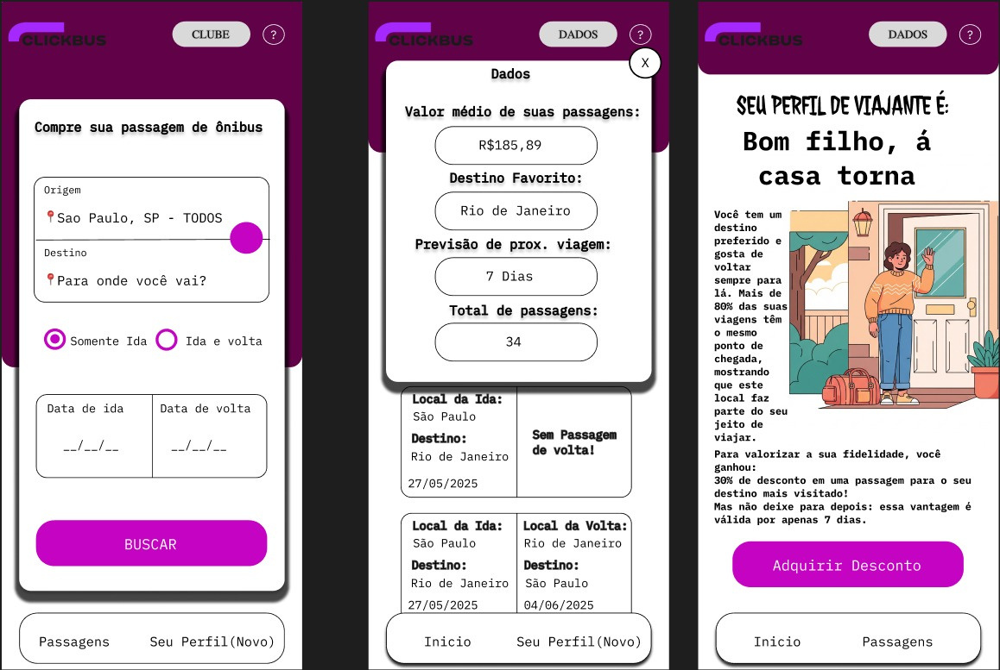 CLICKBUS
CLUBE
?
Compre sua passagem de ônibus
Origem
Sao Paulo, SP - TODOS
Destino
Para onde você vai?
Somente Ida
Ida e volta
Data de ida
Data de volta
__/__/__
__/__/__
BUSCAR
Passagens
Seu Perfil(Novo)
CLICKBUS
DADOS
?
X
Dados
Valor médio de suas passagens:
R$185,89
Destino Favorito:
Rio de Janeiro
Previsão de prox. viagem:
7 Dias
Total de passagens:
34
Local da Ida:
São Paulo
Destino:
Rio de Janeiro
27/05/2025
Sem Passagem
de volta!
Local da Ida:
São Paulo
Destino:
Rio de Janeiro
27/05/2025
Local da Volta:
Rio de Janeiro
Destino:
São Paulo
04/06/2025
Inicio
Seu Perfil(Novo)
CLICKBUS
DADOS
?
SEU PERFIL DE VIAJANTE É:
Bom filho, á
casa torna
Você tem um
destino
preferido e
gosta de
voltar
sempre para
lá. Mais de
80% das suas
viagens têm
o mesmo
ponto de
chegada,
mostrando
que este
local faz
parte do seu
jeito de
viajar.
Para valorizar a sua fidelidade, você
ganhou:
30% de desconto em uma passagem para o seu
destino mais visitado!
Mas não deixe para depois: essa vantagem é
válida por apenas 7 dias.
Adquirir Desconto
Inicio
Passagens